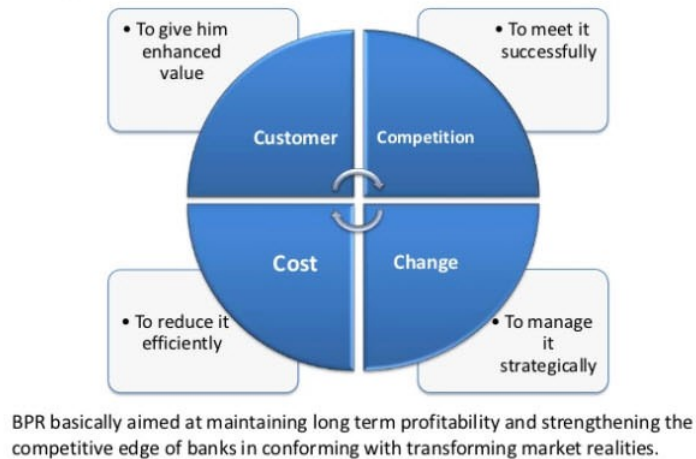 • To give him
enhanced
value
• To meet it
successfully
Customer
Competition
Cost
Change
• To reduce it
efficiently
• To manage
it
strategically
BPR basically aimed at maintaining long term profitability and strengthening the
competitive edge of banks in conforming with transforming market realities.